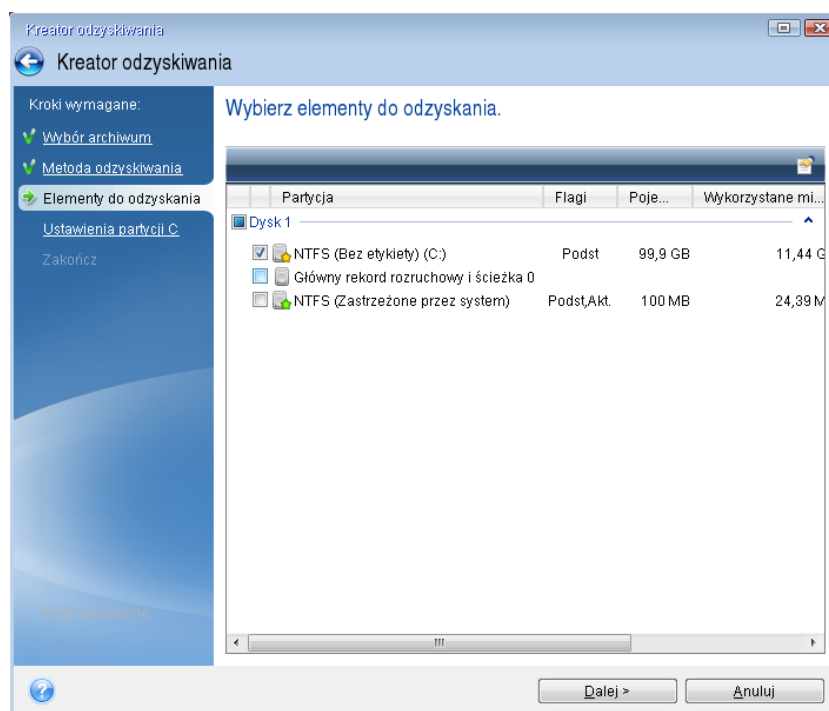 Kreator odzyskiwania
Kreator odzyskiwania
Kroki wymagane:
Wybór archiwum
Metoda odzyskiwania
Elementy do odzyskania
Ustawienia partycji C
Zakończ
Wybierz elementy do odzyskania.
Partycja Flagi Poje... Wykorzystane mi...
Dysk 1
NTFS (Bez etykiety) (C:) Podst 99,9 GB 11,44 G
Główny rekord rozruchowy i ścieżka 0
NTFS (Zastrzeżone przez system) Podst,Akt. 100 MB 24,39 M
Dalej >
Anuluj